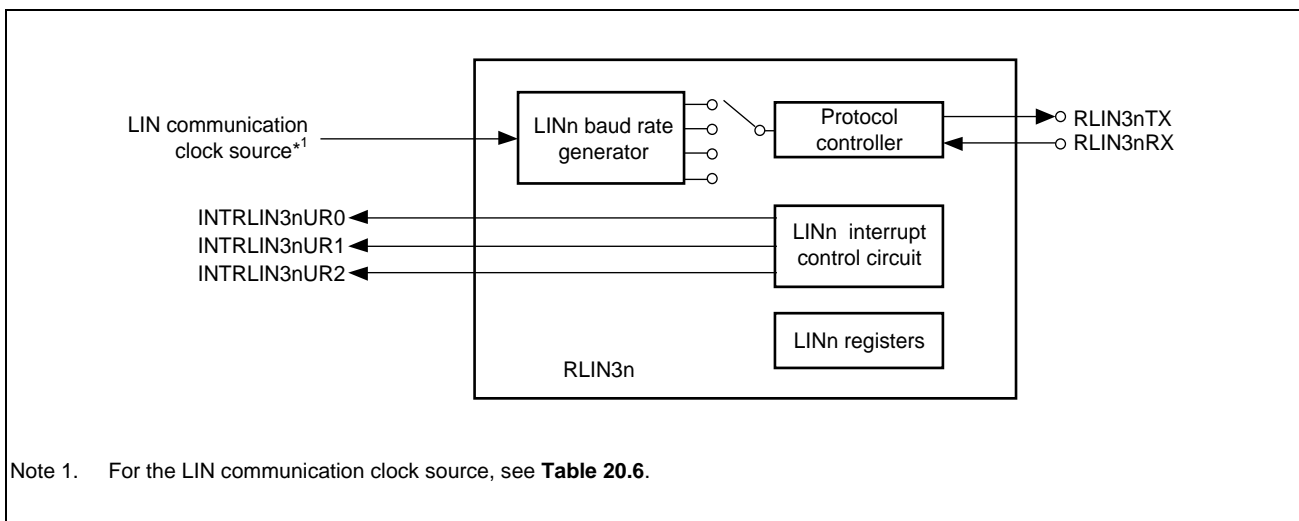 LIN communication
clock source*1
LINn baud rate
generator
Protocol
controller
RLIN3nTX
RLIN3nRX
INTRLIN3nUR0
INTRLIN3nUR1
INTRLIN3nUR2
LINn interrupt
control circuit
LINn registers
RLIN3n
Note 1. For the LIN communication clock source, see Table 20.6.